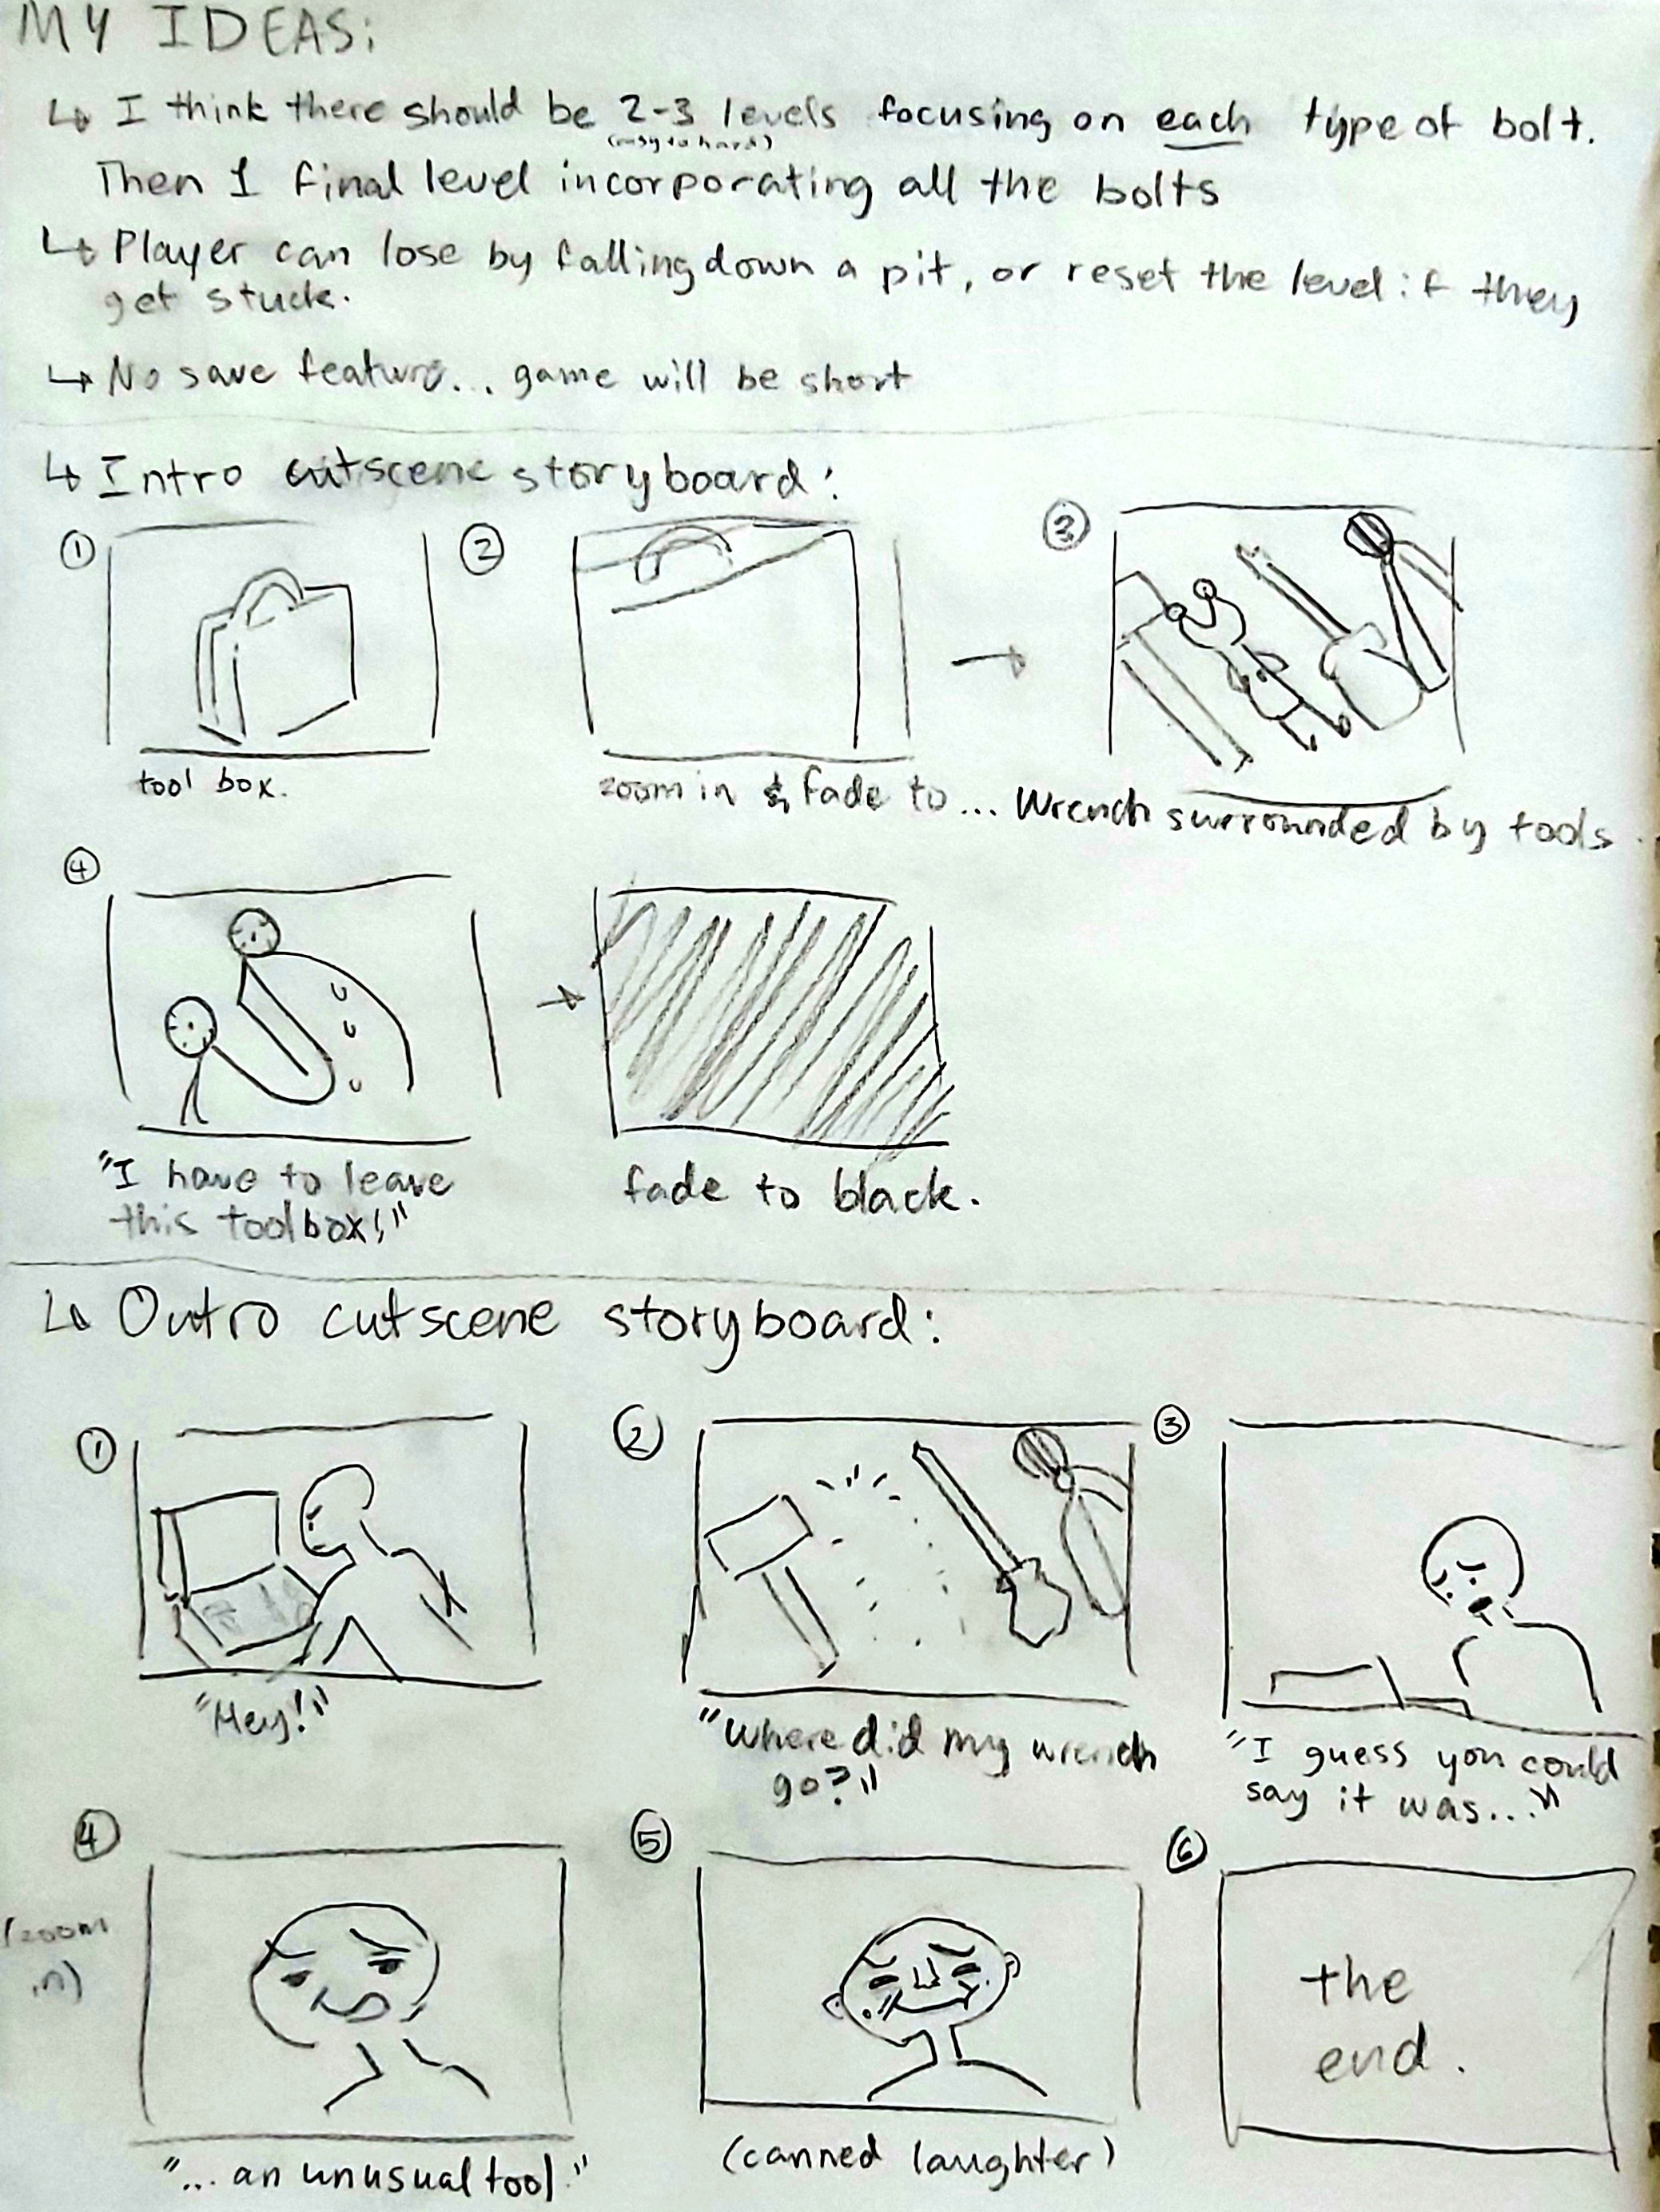 MY IDEAS:
↳ I think there should be 2-3 levels focusing on each type of bolt.
(easy to hard)
Then 1 final level incorporating all the bolts
↳ Player can lose by falling down a pit, or reset the level if they
get stuck.
↳ No save feature... game will be short
↳ Intro cutscene storyboard:
① ② ③
tool box.
zoom in & fade to... Wrench surrounded by tools.
④
"I have to leave
this toolbox!"
fade to black.
↳ Outro cutscene storyboard:
① ② ③
"Hey!"
"Where did my wrench
go?"
"I guess you could
say it was..."
④ ⑤ ⑥
(zoom
in)
the
end.
"... an unusual tool."
(canned laughter)